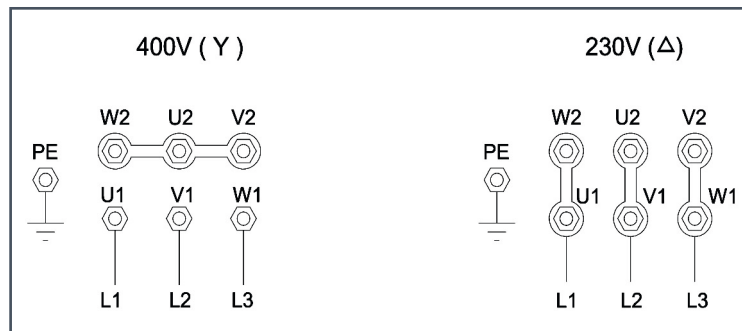 400V ( Y )
W2 U2 V2
PE
U1 V1 W1
L1 L2 L3
230V (△)
W2 U2 V2
PE
U1 V1 W1
L1 L2 L3